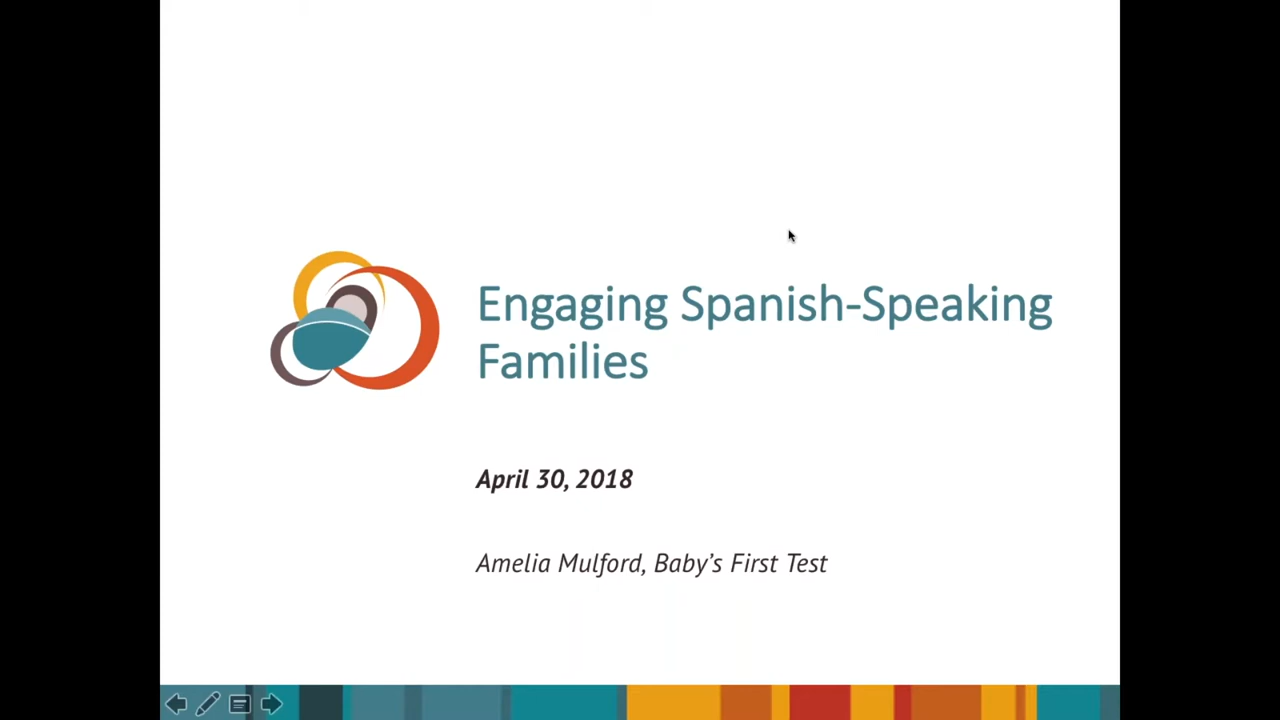 Engaging Spanish-Speaking
Families
April 30, 2018
Amelia Mulford, Baby’s First Test